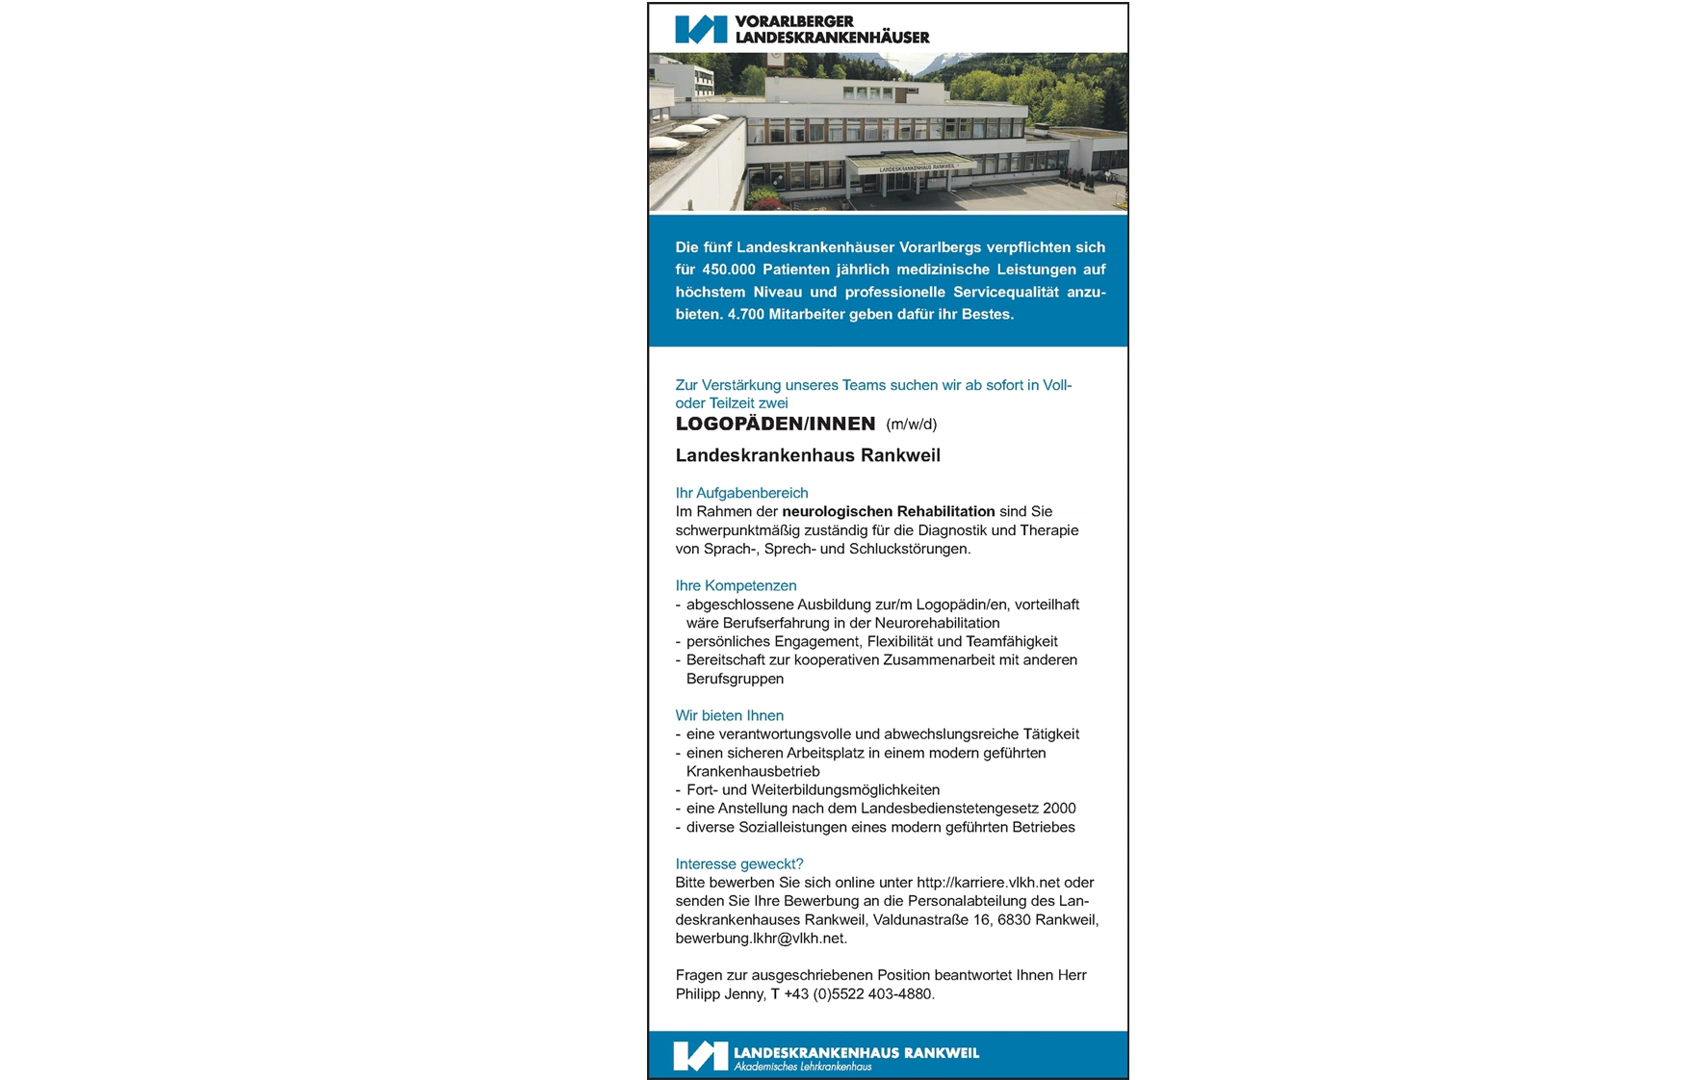 VORARLBERGER
LANDESKRANKENHÄUSER
LANDESKRANKENHAUS RANKWEIL
Die fünf Landeskrankenhäuser Vorarlbergs verpflichten sich
für 450.000 Patienten jährlich medizinische Leistungen auf
höchstem Niveau und professionelle Servicequalität anzu-
bieten. 4.700 Mitarbeiter geben dafür ihr Bestes.
Zur Verstärkung unseres Teams suchen wir ab sofort in Voll-
oder Teilzeit zwei
LOGOPÄDEN/INNEN (m/w/d)
Landeskrankenhaus Rankweil
Ihr Aufgabenbereich
Im Rahmen der neurologischen Rehabilitation sind Sie
schwerpunktmäßig zuständig für die Diagnostik und Therapie
von Sprach-, Sprech- und Schluckstörungen.
Ihre Kompetenzen
- abgeschlossene Ausbildung zur/m Logopädin/en, vorteilhaft
wäre Berufserfahrung in der Neurorehabilitation
- persönliches Engagement, Flexibilität und Teamfähigkeit
- Bereitschaft zur kooperativen Zusammenarbeit mit anderen
Berufsgruppen
Wir bieten Ihnen
- eine verantwortungsvolle und abwechslungsreiche Tätigkeit
- einen sicheren Arbeitsplatz in einem modern geführten
Krankenhausbetrieb
- Fort- und Weiterbildungsmöglichkeiten
- eine Anstellung nach dem Landesbedienstetengesetz 2000
- diverse Sozialleistungen eines modern geführten Betriebes
Interesse geweckt?
Bitte bewerben Sie sich online unter http://karriere.vlkh.net oder
senden Sie Ihre Bewerbung an die Personalabteilung des Lan-
deskrankenhauses Rankweil, Valdunastraße 16, 6830 Rankweil,
bewerbung.lkhr@vlkh.net.
Fragen zur ausgeschriebenen Position beantwortet Ihnen Herr
Philipp Jenny, T +43 (0)5522 403-4880.
LANDESKRANKENHAUS RANKWEIL
Akademisches Lehrkrankenhaus